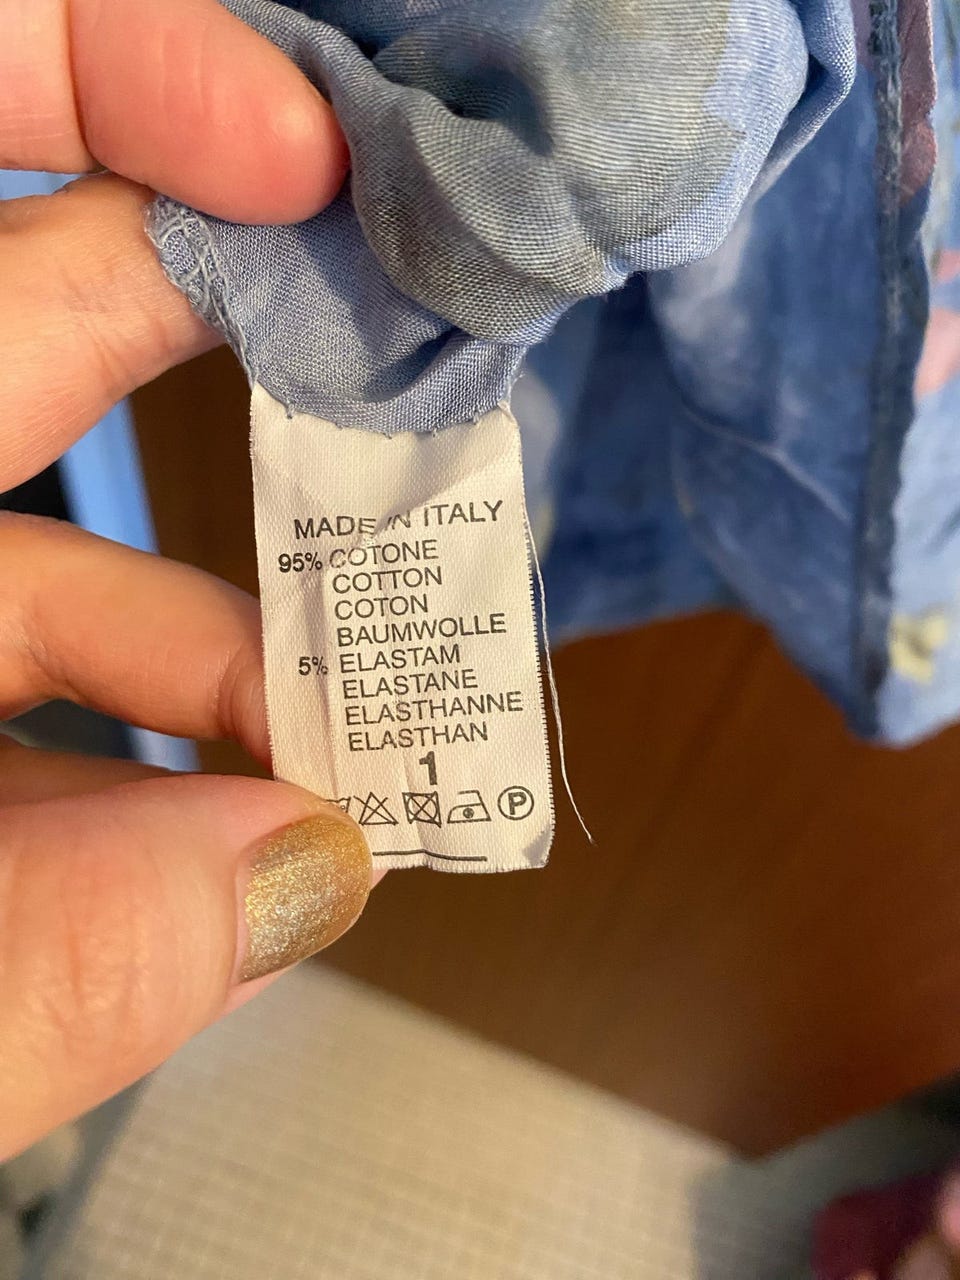 MADE IN ITALY
95% COTONE
COTTON
COTON
BAUMWOLLE
5% ELASTAM
ELASTANE
ELASTHANNE
ELASTHAN
1
P